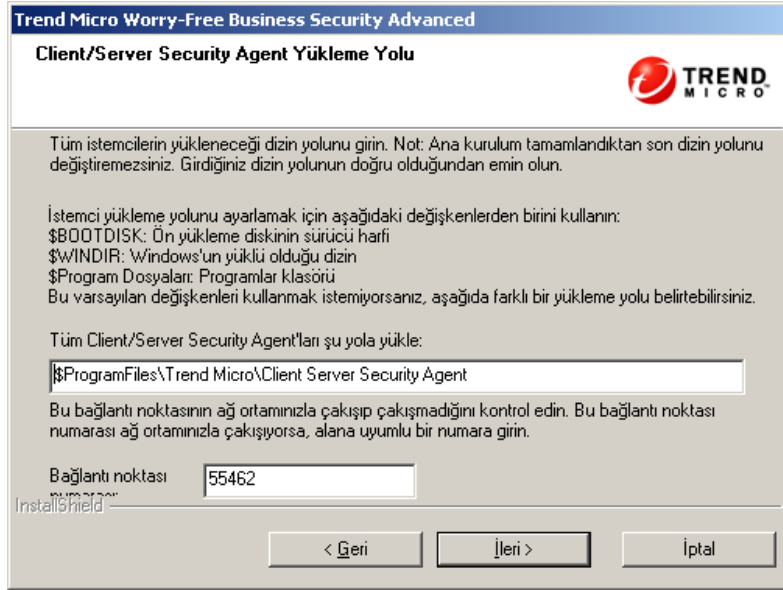 Trend Micro Worry-Free Business Security Advanced
Client/Server Security Agent Yükleme Yolu
TREND
MICRO
Tüm istemcilerin yükleneceği dizin yolunu girin. Not: Ana kurulum tamamlandıktan son dizin yolunu
değiştiremezsiniz. Girdiğiniz dizin yolunun doğru olduğundan emin olun.
İstemci yükleme yolunu ayarlamak için aşağıdaki değişkenlerden birini kullanın:
$BOOTDISK: Ön yükleme diskinin sürücü harfi
$WINDIR: Windows'un yüklü olduğu dizin
$Program Dosyaları: Programlar klasörü
Bu varsayılan değişkenleri kullanmak istemiyorsanız, aşağıda farklı bir yükleme yolu belirtebilirsiniz.
Tüm Client/Server Security Agent'ları şu yola yükle:
$ProgramFiles\Trend Micro\Client Server Security Agent
Bu bağlantı noktasının ağ ortamınızla çakışıp çakışmadığını kontrol edin. Bu bağlantı noktası
numarası ağ ortamınızla çakışıyorsa, alana uyumlu bir numara girin.
Bağlantı noktası
55462
InstallShield
< Geri
İleri >
İptal